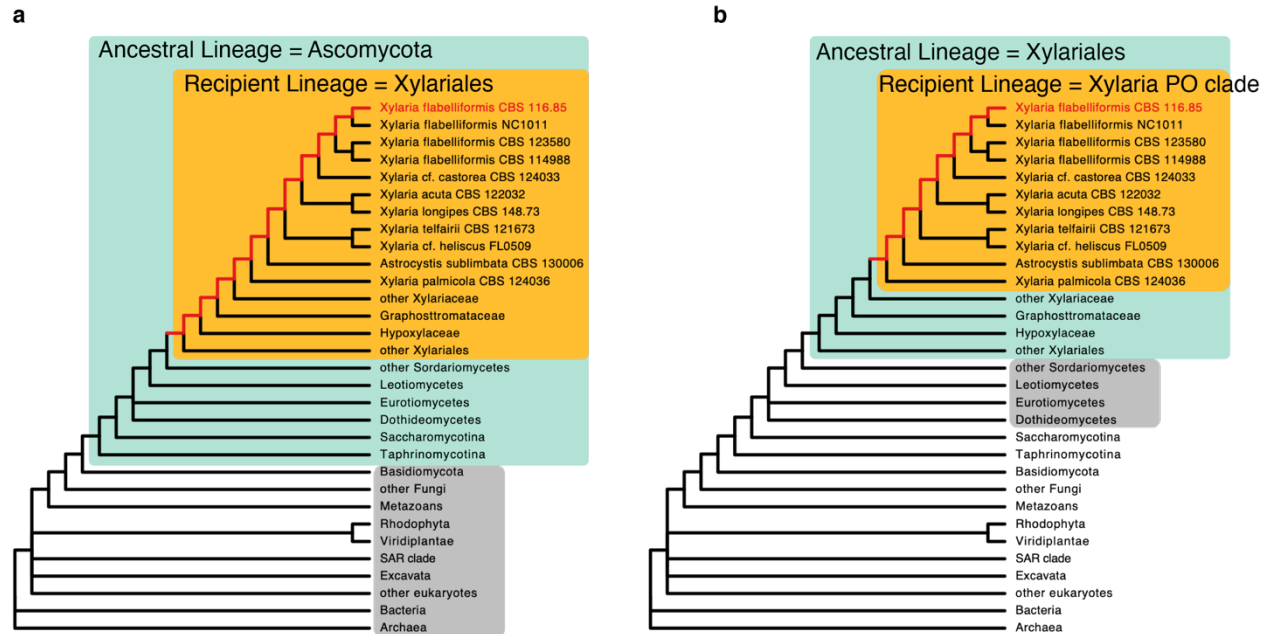 a
Ancestral Lineage = Ascomycota
Recipient Lineage = Xylariales
Xylaria flabelliformis CBS 116.85
Xylaria flabelliformis NC1011
Xylaria flabelliformis CBS 123580
Xylaria flabelliformis CBS 114988
Xylaria cf. castorea CBS 124033
Xylaria acuta CBS 122032
Xylaria longipes CBS 148.73
Xylaria telfairii CBS 121673
Xylaria cf. heliscus FL0509
Astrocystis sublimbata CBS 130006
Xylaria palmicola CBS 124036
other Xylariaceae
Graphosttromataceae
Hypoxylaceae
other Xylariales
other Sordariomycetes
Leotiomycetes
Eurotiomycetes
Dothideomycetes
Saccharomycotina
Taphrinomycotina
Basidiomycota
other Fungi
Metazoans
Rhodophyta
Viridiplantae
SAR clade
Excavata
other eukaryotes
Bacteria
Archaea
b
Ancestral Lineage = Xylariales
Recipient Lineage = Xylaria PO clade
Xylaria flabelliformis CBS 116.85
Xylaria flabelliformis NC1011
Xylaria flabelliformis CBS 123580
Xylaria flabelliformis CBS 114988
Xylaria cf. castorea CBS 124033
Xylaria acuta CBS 122032
Xylaria longipes CBS 148.73
Xylaria telfairii CBS 121673
Xylaria cf. heliscus FL0509
Astrocystis sublimbata CBS 130006
Xylaria palmicola CBS 124036
other Xylariaceae
Graphosttromataceae
Hypoxylaceae
other Xylariales
other Sordariomycetes
Leotiomycetes
Eurotiomycetes
Dothideomycetes
Saccharomycotina
Taphrinomycotina
Basidiomycota
other Fungi
Metazoans
Rhodophyta
Viridiplantae
SAR clade
Excavata
other eukaryotes
Bacteria
Archaea